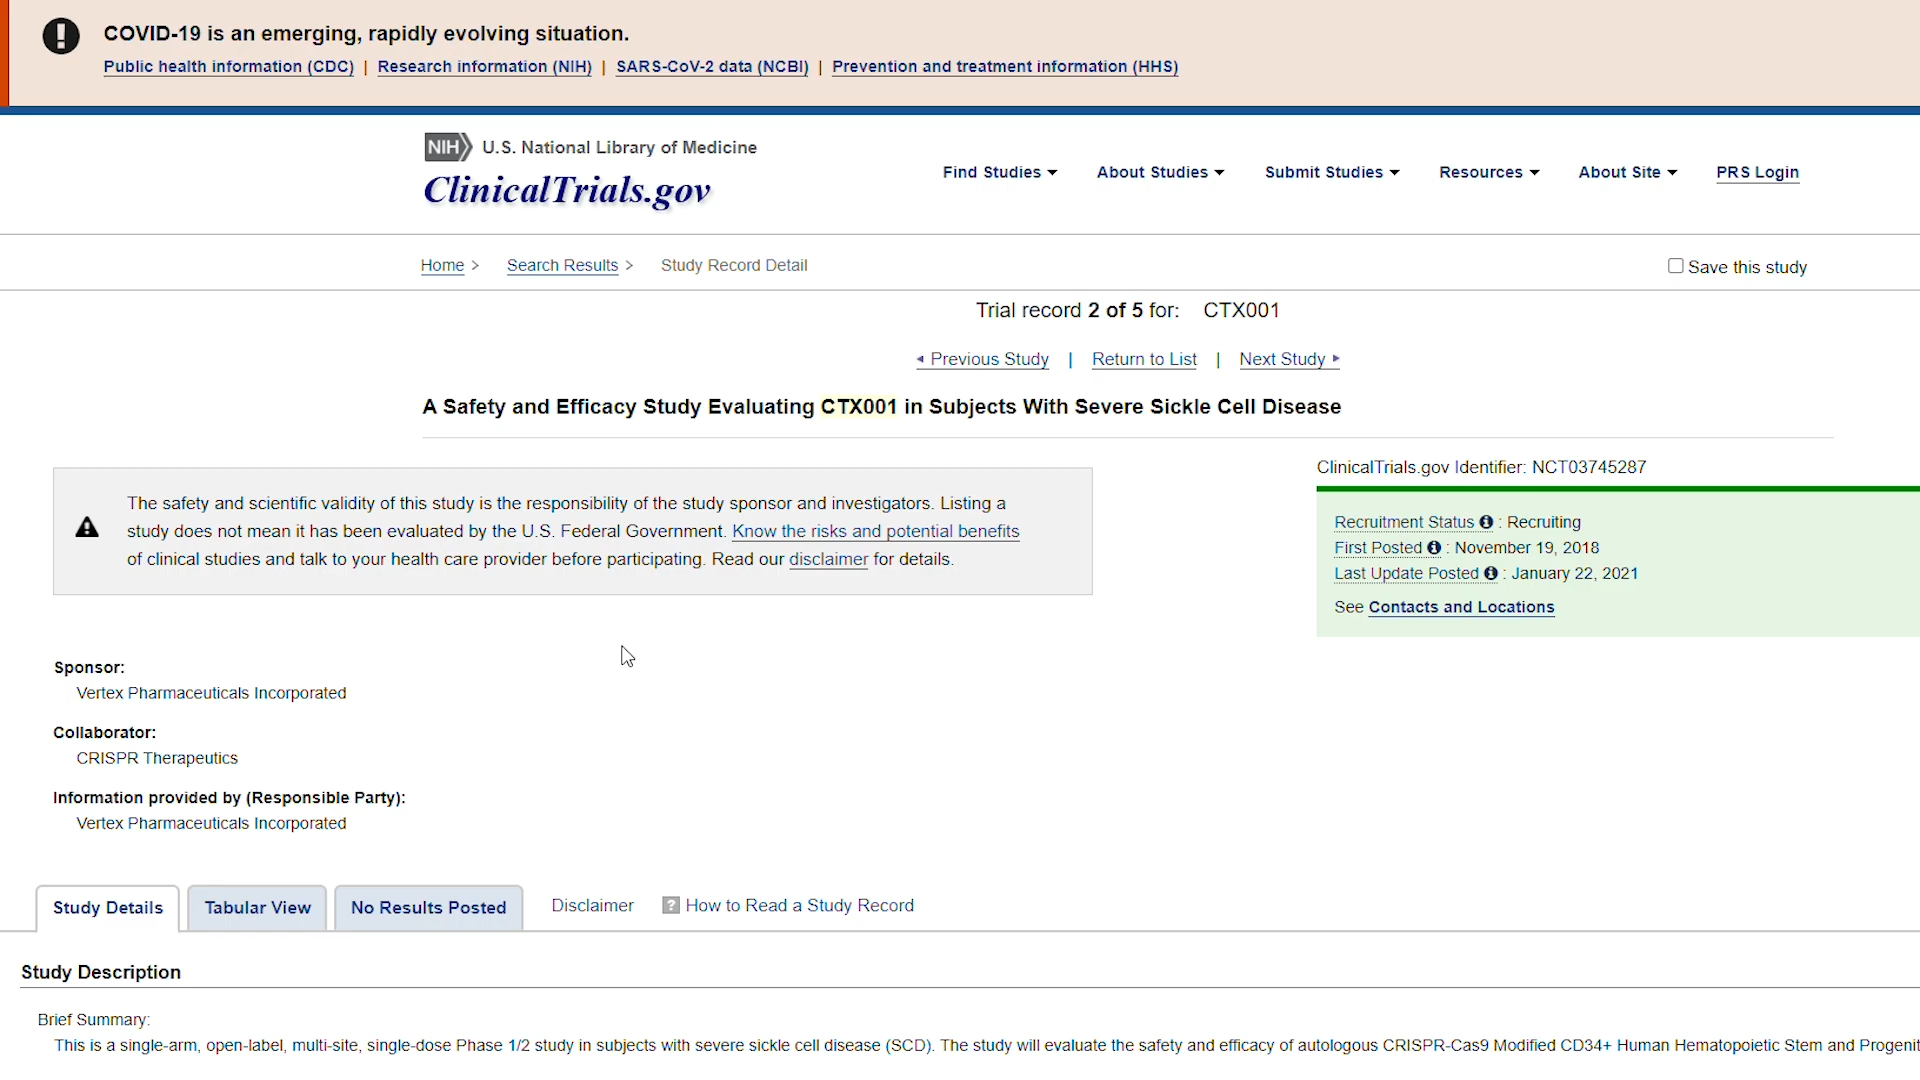 COVID-19 is an emerging, rapidly evolving situation.
Public health information (CDC) | Research information (NIH) | SARS-CoV-2 data (NCBI) | Prevention and treatment information (HHS)
NIH U.S. National Library of Medicine
ClinicalTrials.gov
Find Studies About Studies Submit Studies Resources About Site PRS Login
Home > Search Results > Study Record Detail
Save this study
Trial record 2 of 5 for: CTX001
Previous Study | Return to List | Next Study
A Safety and Efficacy Study Evaluating CTX001 in Subjects With Severe Sickle Cell Disease
The safety and scientific validity of this study is the responsibility of the study sponsor and investigators. Listing a
study does not mean it has been evaluated by the U.S. Federal Government. Know the risks and potential benefits
of clinical studies and talk to your health care provider before participating. Read our disclaimer for details.
ClinicalTrials.gov Identifier: NCT03745287
Recruitment Status : Recruiting
First Posted : November 19, 2018
Last Update Posted : January 22, 2021
See Contacts and Locations
Sponsor:
Vertex Pharmaceuticals Incorporated
Collaborator:
CRISPR Therapeutics
Information provided by (Responsible Party):
Vertex Pharmaceuticals Incorporated
Study Details Tabular View No Results Posted Disclaimer ? How to Read a Study Record
Study Description
Brief Summary:
This is a single-arm, open-label, multi-site, single-dose Phase 1/2 study in subjects with severe sickle cell disease (SCD). The study will evaluate the safety and efficacy of autologous CRISPR-Cas9 Modified CD34+ Human Hematopoietic Stem and Progenit